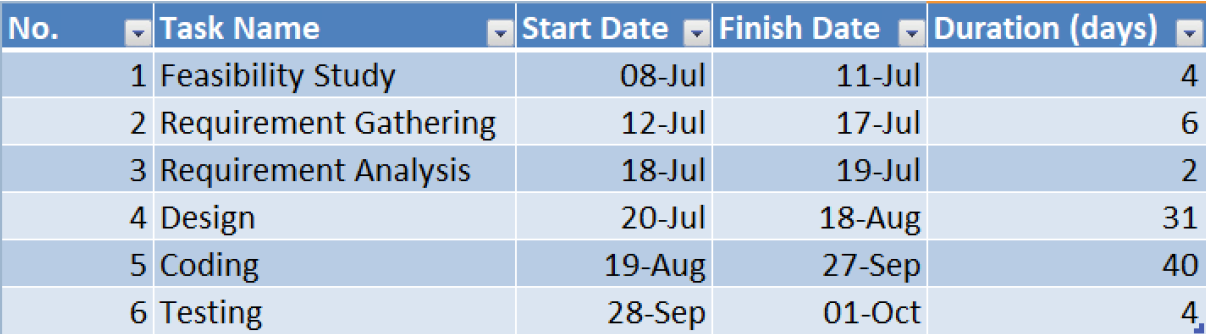 No. Task Name Start Date Finish Date Duration (days)
1 Feasibility Study 08-Jul 11-Jul 4
2 Requirement Gathering 12-Jul 17-Jul 6
3 Requirement Analysis 18-Jul 19-Jul 2
4 Design 20-Jul 18-Aug 31
5 Coding 19-Aug 27-Sep 40
6 Testing 28-Sep 01-Oct 4